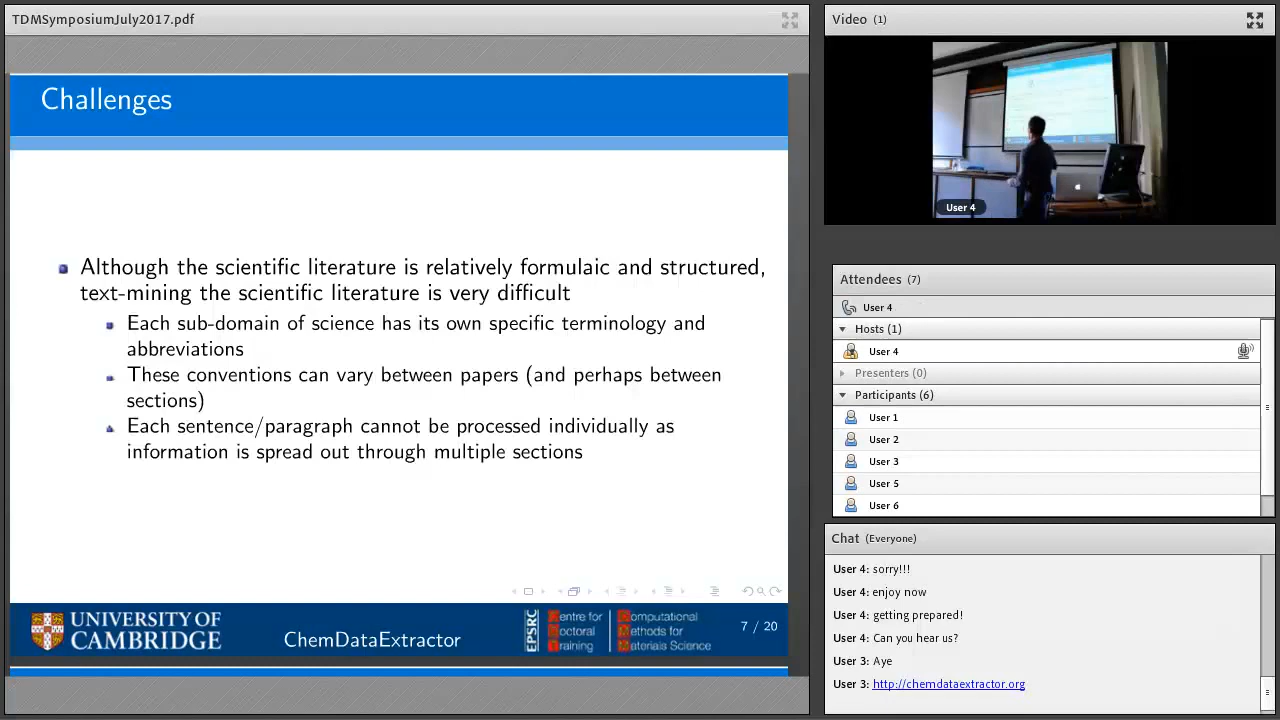 TDMSymposiumJuly2017.pdf
Challenges
Although the scientific literature is relatively formulaic and structured,
text-mining the scientific literature is very difficult
Each sub-domain of science has its own specific terminology and
abbreviations
These conventions can vary between papers (and perhaps between
sections)
Each sentence/paragraph cannot be processed individually as
information is spread out through multiple sections
UNIVERSITY OF
CAMBRIDGE
ChemDataExtractor
EPSRC
Centre for
Doctoral
Training
Computational
Methods for
Materials Science
7 / 20
Video (1)
User 4
Attendees (7)
User 4
Hosts (1)
User 4
Presenters (0)
Participants (6)
User 1
User 2
User 3
User 5
User 6
Chat (Everyone)
User 4: sorry!!!
User 4: enjoy now
User 4: getting prepared!
User 4: Can you hear us?
User 3: Aye
User 3: http://chemdataextractor.org